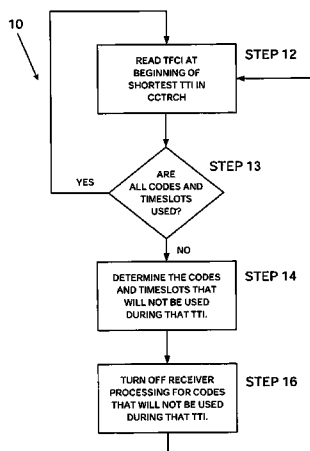 10
READ TFCI AT
BEGINNING OF
SHORTEST TTI IN
CCTRCH
STEP 12
ARE
ALL CODES AND
TIMESLOTS
USED?
STEP 13
YES
NO
DETERMINE THE CODES
AND TIMESLOTS THAT
WILL NOT BE USED
DURING THAT TTI.
STEP 14
TURN OFF RECEIVER
PROCESSING FOR CODES
THAT WILL NOT BE USED
DURING THAT TTI.
STEP 16